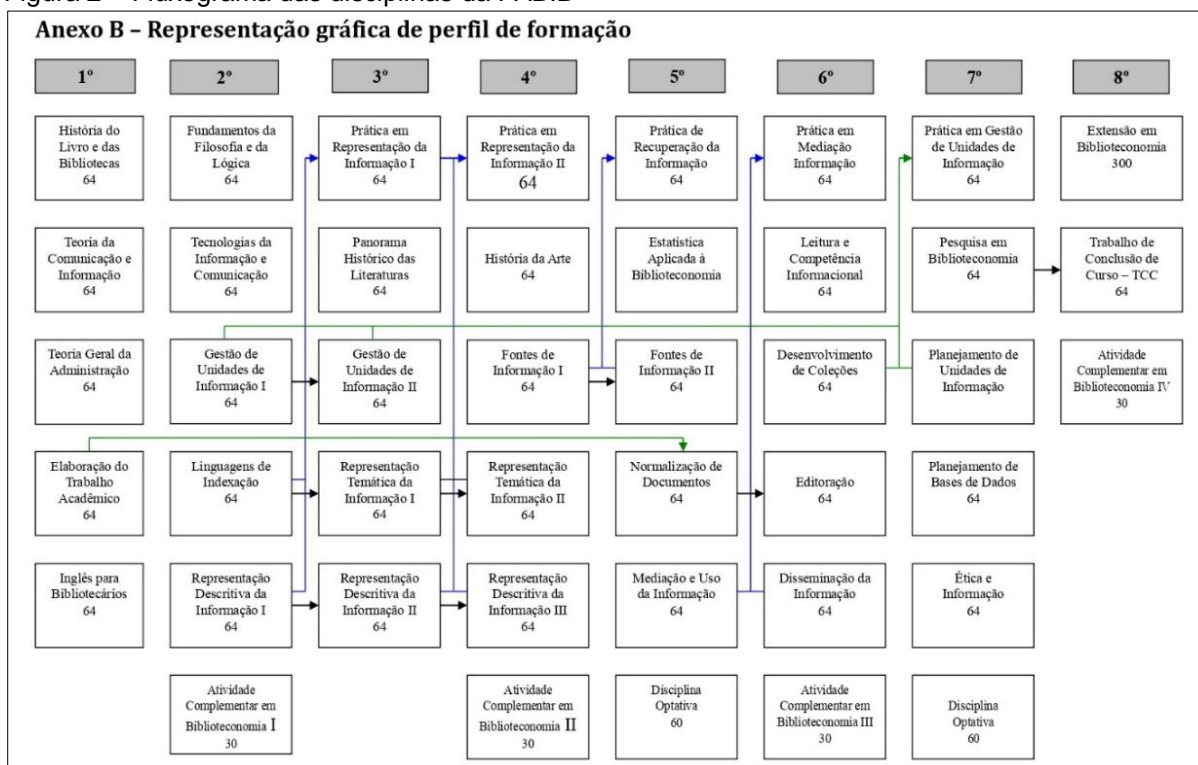 Anexo B – Representação gráfica de perfil de formação
1º
2º
3º
4º
5º
6º
7º
8º
História do
Livro e das
Bibliotecas
64
Fundamentos da
Filosofia e da
Lógica
64
Prática em
Representação da
Informação I
64
Prática em
Representação da
Informação II
64
Prática de
Recuperação da
Informação
64
Prática em
Mediação
Informação
64
Prática em Gestão
de Unidades de
Informação
64
Extensão em
Biblioteconomia
300
Teoria da
Comunicação e
Informação
64
Tecnologias da
Informação e
Comunicação
64
Panorama
Histórico das
Literaturas
64
História da Arte
64
Estatística
Aplicada à
Biblioteconomia
Leitura e
Competência
Informacional
64
Pesquisa em
Biblioteconomia
64
Trabalho de
Conclusão de
Curso – TCC
64
Teoria Geral da
Administração
64
Gestão de
Unidades de
Informação I
64
Gestão de
Unidades de
Informação II
64
Fontes de
Informação I
64
Fontes de
Informação II
64
Desenvolvimento
de Coleções
64
Planejamento de
Unidades de
Informação
Atividade
Complementar em
Biblioteconomia IV
30
Elaboração do
Trabalho
Acadêmico
64
Linguagens de
Indexação
64
Representação
Temática da
Informação I
64
Representação
Temática da
Informação II
64
Normalização de
Documentos
64
Editoração
64
Planejamento de
Bases de Dados
64
Inglês para
Bibliotecários
64
Representação
Descritiva da
Informação I
64
Representação
Descritiva da
Informação II
64
Representação
Descritiva da
Informação III
64
Mediação e Uso
da Informação
64
Disseminação da
Informação
64
Ética e
Informação
64
Atividade
Complementar em
Biblioteconomia I
30
Atividade
Complementar em
Biblioteconomia II
30
Disciplina
Optativa
60
Atividade
Complementar em
Biblioteconomia III
30
Disciplina
Optativa
60